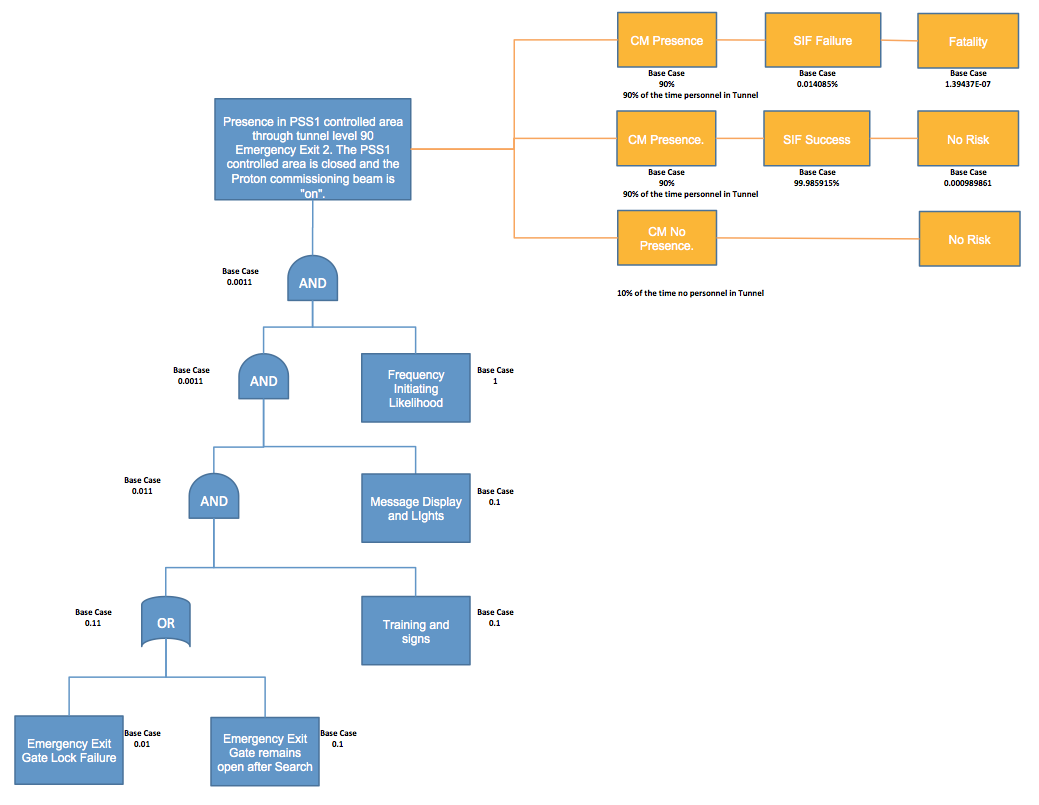 CM Presence
SIF Failure
Fatality
Base Case
90%
90% of the time personnel in Tunnel
Base Case
0.014085%
Base Case
1.39437E-07
Presence in PSS1 controlled area
through tunnel level 90
Emergency Exit 2. The PSS1
controlled area is closed and the
Proton commissioning beam is
"on".
CM Presence.
SIF Success
No Risk
Base Case
90%
90% of the time personnel in Tunnel
Base Case
99.985915%
Base Case
0.000989861
CM No
Presence.
No Risk
10% of the time no personnel in Tunnel
Base Case
0.0011
AND
Base Case
0.0011
AND
Frequency
Initiating
Likelihood
Base Case
1
Base Case
0.011
AND
Message Display
and LIghts
Base Case
0.1
Base Case
0.11
OR
Training and
signs
Base Case
0.1
Emergency Exit
Gate Lock Failure
Base Case
0.01
Emergency Exit
Gate remains
open after Search
Base Case
0.1